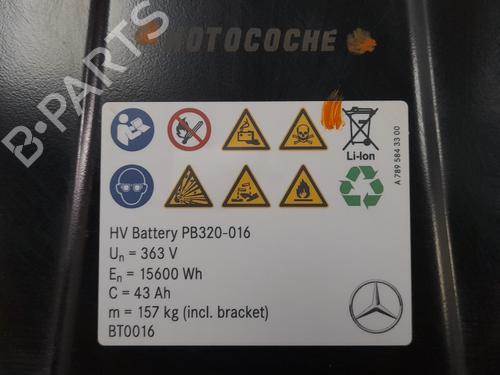 MOTOCOCHE
B-PARTS
Li-Ion
A 789 584 33 00
HV Battery PB320-016
Un = 363 V
En = 15600 Wh
C = 43 Ah
m = 157 kg (incl. bracket)
BT0016